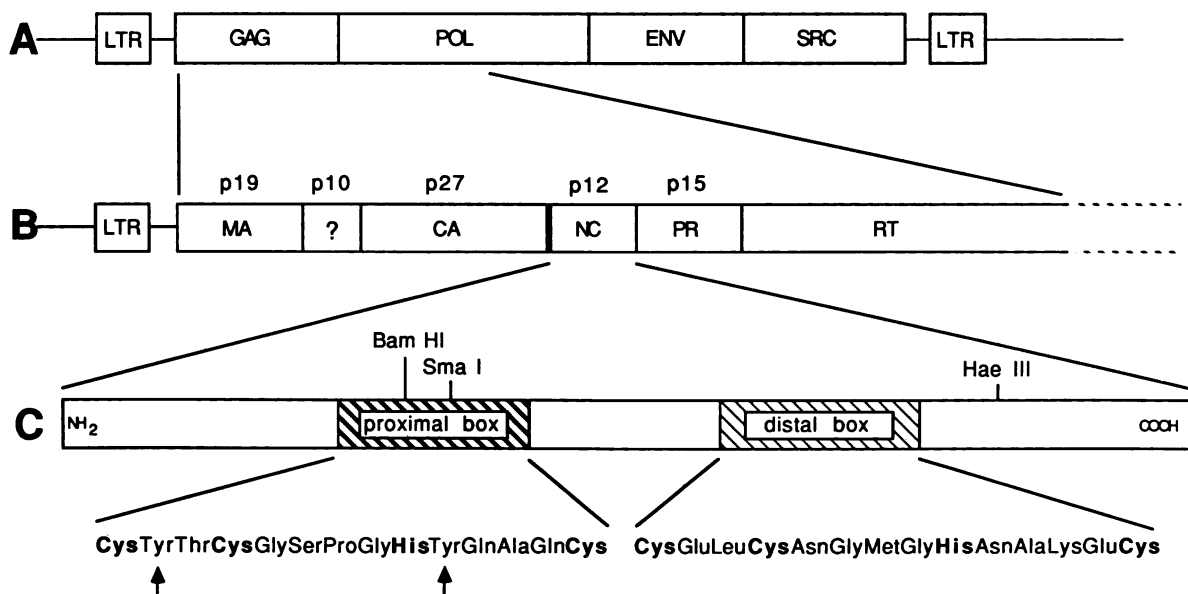 A LTR GAG POL ENV SRC LTR
p19 p10 p27 p12 p15
B LTR MA ? CA NC PR RT
Bam HI
Sma I
Hae III
C NH2 proximal box distal box COOH
CysTyrThrCysGlySerProGlyHisTyrGlnAlaGlnCys CysGluLeuCysAsnGlyMetGlyHisAsnAlaLysGluCys